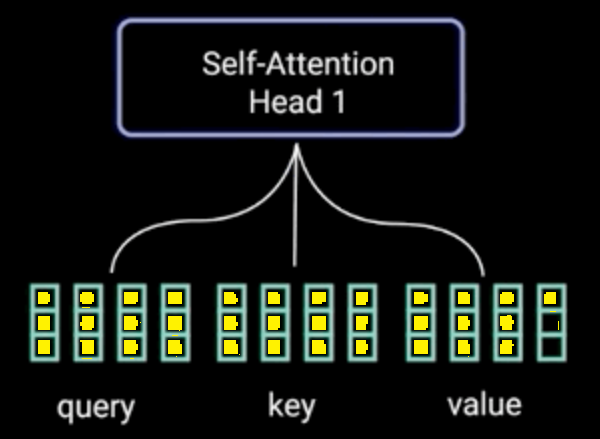 Self-Attention
Head 1
query key value